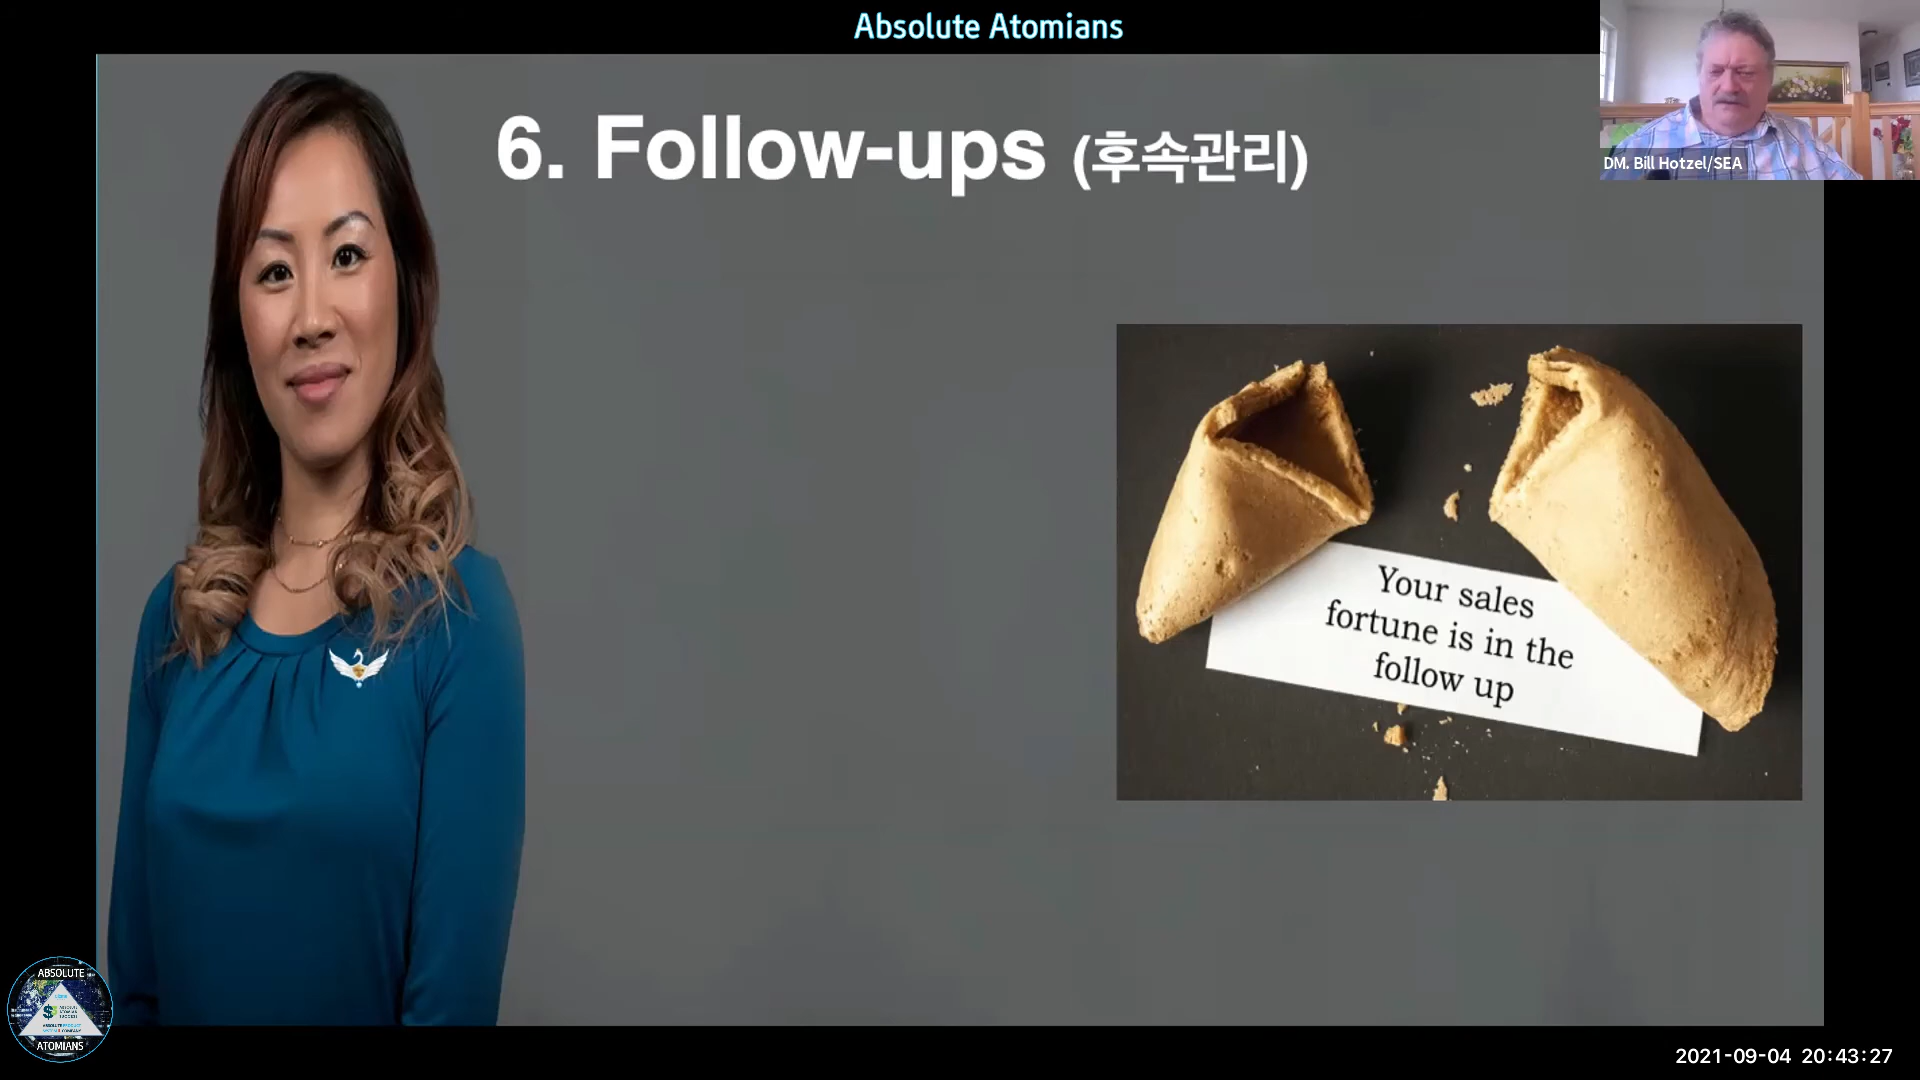 Absolute Atomians
6. Follow-ups (후속관리)
DM. Bill Hotzel/SEA
Your sales
fortune is in the
follow up
ABSOLUTE
ATOMIANS
2021-09-04 20:43:27